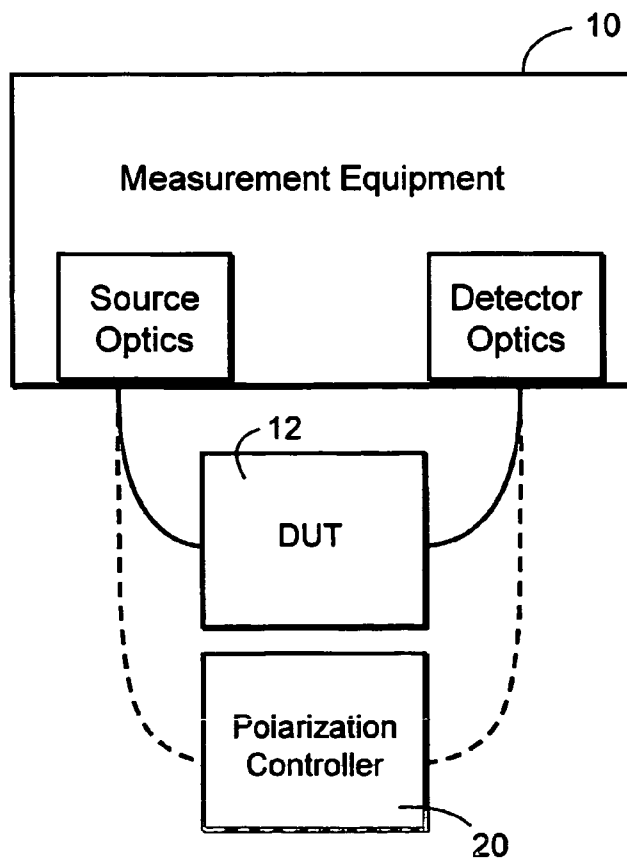 10
Measurement Equipment
Source
Optics
Detector
Optics
12
DUT
Polarization
Controller
20